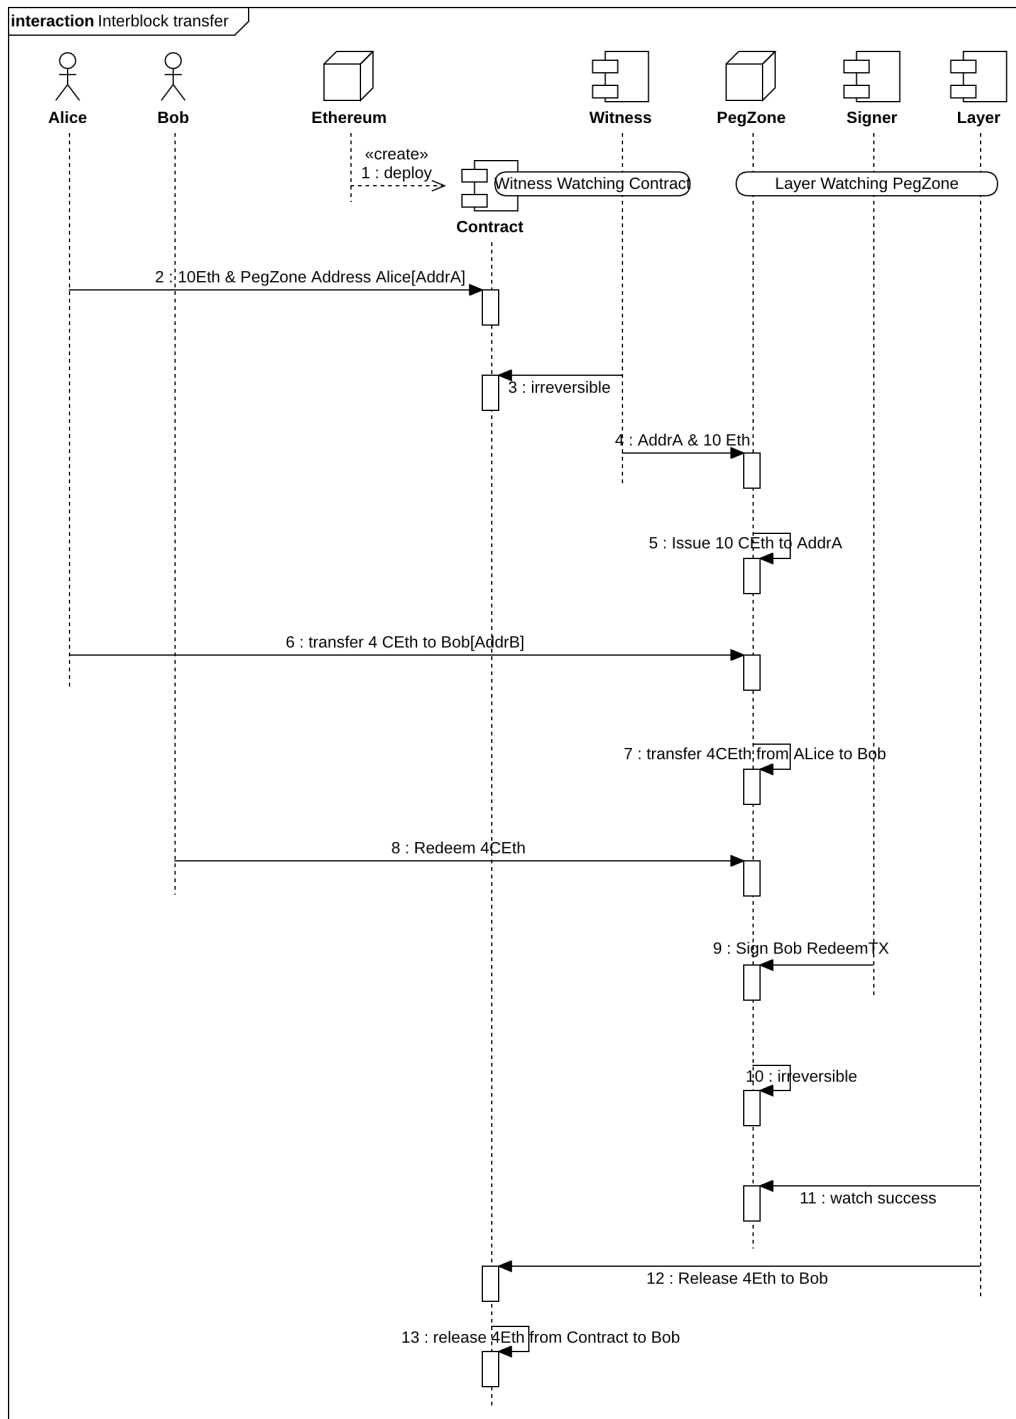 interaction Interblock transfer
Alice
Bob
Ethereum
Witness
PegZone
Signer
Layer
«create»
1 : deploy
Witness Watching Contract
Layer Watching PegZone
Contract
2 : 10Eth & PegZone Address Alice[AddrA]
3 : irreversible
4 : AddrA & 10 Eth
5 : Issue 10 CEth to AddrA
6 : transfer 4 CEth to Bob[AddrB]
7 : transfer 4CEth from ALice to Bob
8 : Redeem 4CEth
9 : Sign Bob RedeemTX
10 : irreversible
11 : watch success
12 : Release 4Eth to Bob
13 : release 4Eth from Contract to Bob